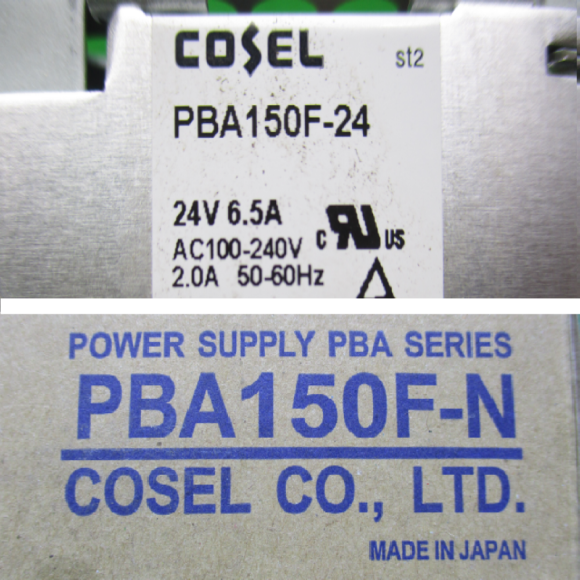 COSEL
st2
PBA150F-24
24V 6.5A
AC100-240V
2.0A 50-60Hz
C RU US
POWER SUPPLY PBA SERIES
PBA150F-N
COSEL CO., LTD.
MADE IN JAPAN